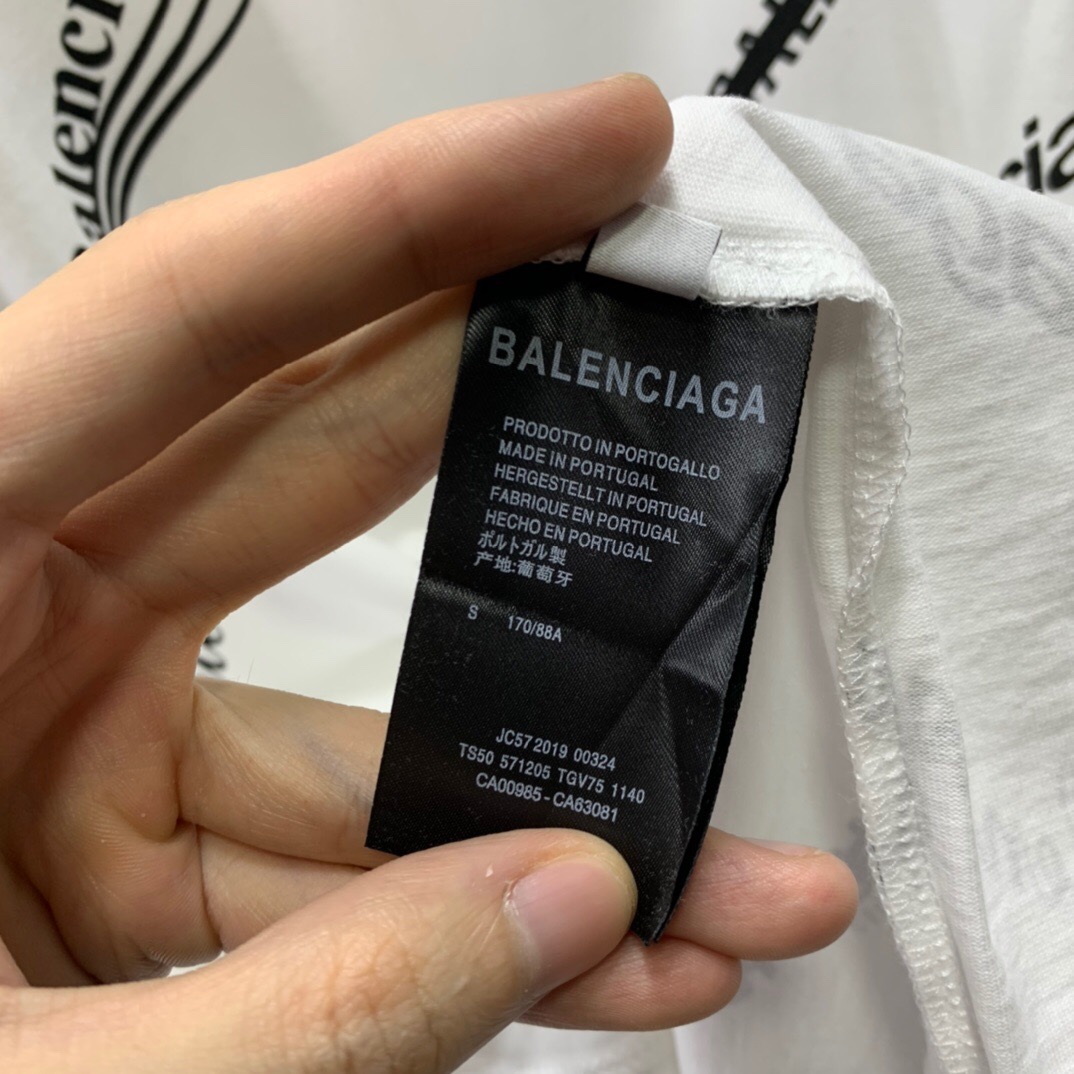 Balenci
BALENCIAGA
PRODOTTO IN PORTOGALLO
MADE IN PORTUGAL
HERGESTELLT IN PORTUGAL
FABRIQUE EN PORTUGAL
HECHO EN PORTUGAL
ポルトガル製
产地:葡萄牙
S 170/88A
JC57 2019 00324
TS50 571205 TGV75 1140
CA00985-CA63081